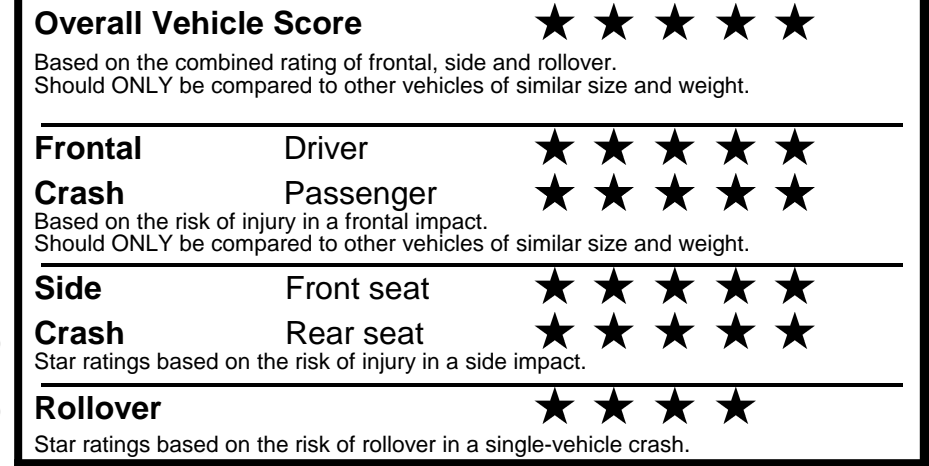 Overall Vehicle Score ★ ★ ★ ★ ★
Based on the combined rating of frontal, side and rollover.
Should ONLY be compared to other vehicles of similar size and weight.
Frontal Driver ★ ★ ★ ★ ★
Crash Passenger ★ ★ ★ ★ ★
Based on the risk of injury in a frontal impact.
Should ONLY be compared to other vehicles of similar size and weight.
Side Front seat ★ ★ ★ ★ ★
Crash Rear seat ★ ★ ★ ★ ★
Star ratings based on the risk of injury in a side impact.
Rollover ★ ★ ★ ★
Star ratings based on the risk of rollover in a single-vehicle crash.